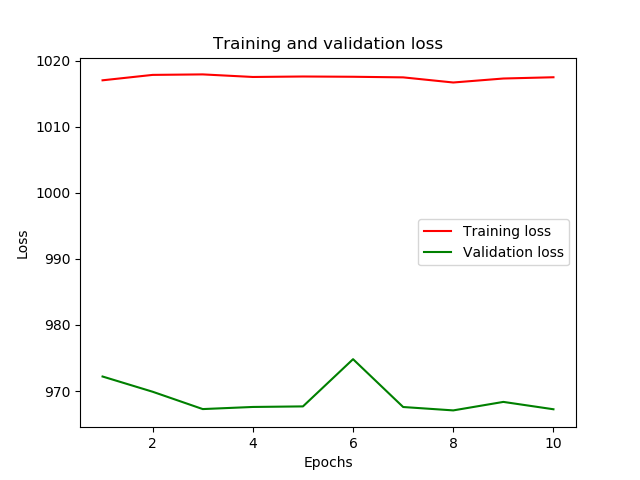 Training and validation loss
1020
1010
1000
990
980
970
Loss
Training loss
Validation loss
2 4 6 8 10
Epochs